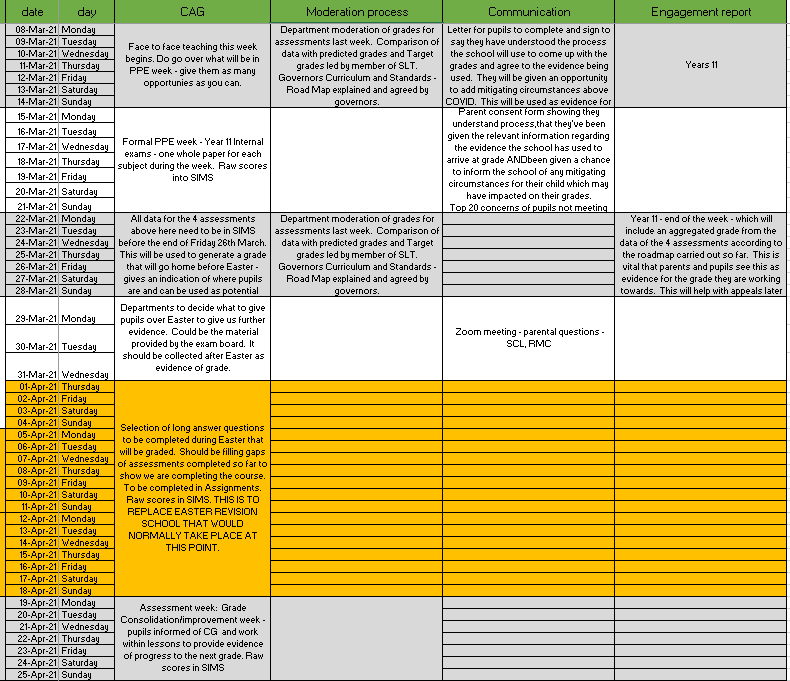 date day CAG Moderation process Communication Engagement report
08-Mar-21 Monday
09-Mar-21 Tuesday
10-Mar-21 Wednesday
11-Mar-21 Thursday
12-Mar-21 Friday
13-Mar-21 Saturday
14-Mar-21 Sunday
Face to face teaching this week
begins. Do go over what will be in
PPE week - give them as many
opportunies as you can.
Department moderation of grades for
assessments last week. Comparison of
data with predicted grades and Target
grades led by member of SLT.
Governors Curriculum and Standards -
Road Map explained and agreed by
governors.
Letter for pupils to complete and sign to
say they have understood the process
the school will use to come up with the
grades and agree to the evidence being
used. They will be given an opportunity
to add mitigating circumstances above
COVID. This will be used as evidence for
Years 11
15-Mar-21 Monday
16-Mar-21 Tuesday
17-Mar-21 Wednesday
18-Mar-21 Thursday
19-Mar-21 Friday
20-Mar-21 Saturday
21-Mar-21 Sunday
Formal PPE week - Year 11 Internal
exams - one whole paper for each
subject during the week. Raw scores
into SIMS
Parent consent form showing they
understand process,that they've been
given the relevant information regarding
the evidence the school has used to
arrive at grade ANDbeen given a chance
to inform the school of any mitigating
circumstances for their child which may
have impacted on their grades.
Top 20 concerns of pupils not meeting
22-Mar-21 Monday
23-Mar-21 Tuesday
24-Mar-21 Wednesday
25-Mar-21 Thursday
26-Mar-21 Friday
27-Mar-21 Saturday
28-Mar-21 Sunday
All data for the 4 assessments
above here need to be in SIMS
before the end of Friday 26th March.
This will be used to generate a grade
that will go home before Easter -
gives an indication of where pupils
are and can be used as potential
Department moderation of grades for
assessments last week. Comparison of
data with predicted grades and Target
grades led by member of SLT.
Governors Curriculum and Standards -
Road Map explained and agreed by
governors.
Year 11 - end of the week - which will
include an aggregated grade from the
data of the 4 assessments according to
the roadmap carried out so far. This is
vital that parents and pupils see this as
evidence for the grade they are working
towards. This will help with appeals later
29-Mar-21 Monday
30-Mar-21 Tuesday
31-Mar-21 Wednesday
Departments to decide what to give
pupils over Easter to give us further
evidence. Could be the material
provided by the exam board. It
should be collected after Easter as
evidence of grade.
Zoom meeting - parental questions -
SCL, RMC
01-Apr-21 Thursday
02-Apr-21 Friday
03-Apr-21 Saturday
04-Apr-21 Sunday
05-Apr-21 Monday
06-Apr-21 Tuesday
07-Apr-21 Wednesday
08-Apr-21 Thursday
09-Apr-21 Friday
10-Apr-21 Saturday
11-Apr-21 Sunday
12-Apr-21 Monday
13-Apr-21 Tuesday
14-Apr-21 Wednesday
15-Apr-21 Thursday
16-Apr-21 Friday
17-Apr-21 Saturday
18-Apr-21 Sunday
Selection of long answer questions
to be completed during Easter that
will be graded. Should be filling gaps
of assessments completed so far to
show we are completing the course.
To be completed in Assignments.
Raw scores in SIMS. THIS IS TO
REPLACE EASTER REVISION
SCHOOL THAT WOULD
NORMALLY TAKE PLACE AT
THIS POINT.
19-Apr-21 Monday
20-Apr-21 Tuesday
21-Apr-21 Wednesday
22-Apr-21 Thursday
23-Apr-21 Friday
24-Apr-21 Saturday
25-Apr-21 Sunday
Assessment week: Grade
Consolidation/improvement week -
pupils informed of CG and work
within lessons to provide evidence
of progress to the next grade. Raw
scores in SIMS